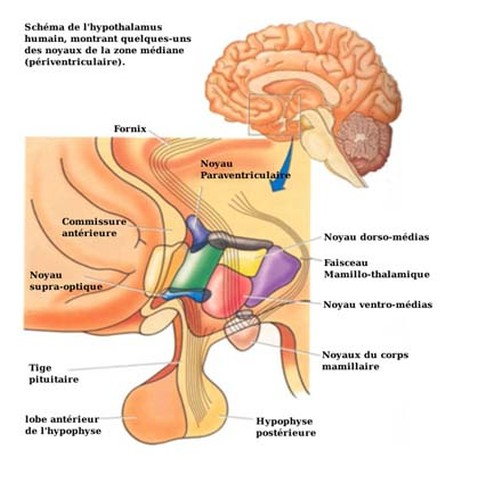 Schéma de l'hypothalamus
humain, montrant quelques-uns
des noyaux de la zone médiane
(périventriculaire).
Fornix
Noyau
Paraventriculaire
Commissure
antérieure
Noyau dorso-médias
Faisceau
Mamillo-thalamique
Noyau
supra-optique
Noyau ventro-médias
Noyaux du corps
mamillaire
Tige
pituitaire
lobe antérieur
de l'hypophyse
Hypophyse
postérieure